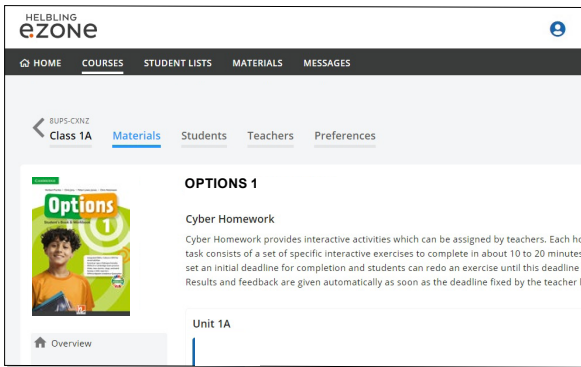 HELBLING
e.zone
HOME COURSES STUDENT LISTS MATERIALS MESSAGES
8UPS-CXNZ
Class 1A Materials Students Teachers Preferences
Options
Student's Book & Workbook
1
OPTIONS 1
Cyber Homework
Cyber Homework provides interactive activities which can be assigned by teachers. Each ho
task consists of a set of specific interactive exercises to complete in about 10 to 20 minutes
set an initial deadline for completion and students can redo an exercise until this deadline
Results and feedback are given automatically as soon as the deadline fixed by the teacher
Unit 1A
Overview